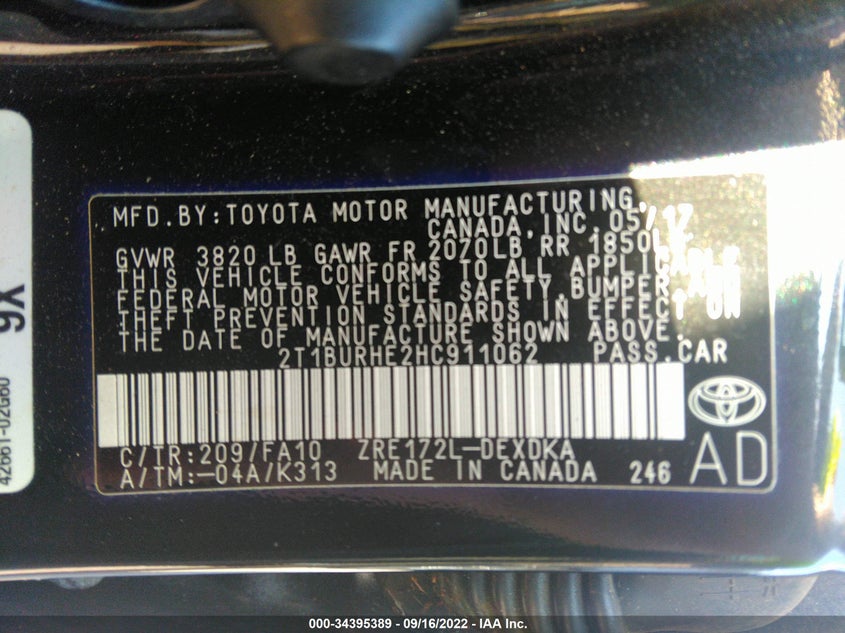 MFD.BY:TOYOTA MOTOR MANUFACTURING,
CANADA,INC. 05/17
GVWR 3820 LB GAWR FR 2070LB RR 1850LB
THIS VEHICLE CONFORMS TO ALL APPLICABLE
FEDERAL MOTOR VEHICLE SAFETY,BUMPER,AND
THEFT PREVENTION STANDARDS IN EFFECT ON
THE DATE OF MANUFACTURE SHOWN ABOVE.
2T1BURHE2HC911062 PASS.CAR
C/TR:209/FA10 ZRE172L-DEXDKA
A/TM:-04A/K313 MADE IN CANADA 246
AD
9X
42661-02G60
000-34395389 - 09/16/2022 - IAA Inc.